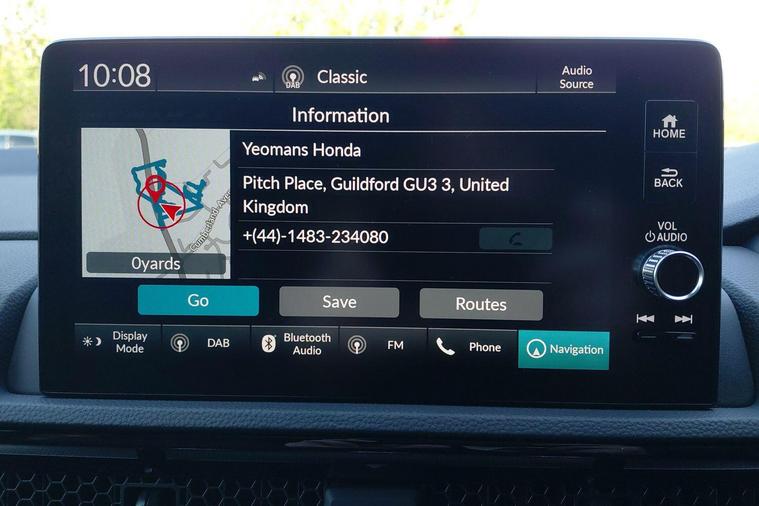 10:08
DAB
Classic
Audio
Source
Information
HOME
Yeomans Honda
BACK
Pitch Place, Guildford GU3 3, United
Kingdom
+(44)-1483-234080
VOL
AUDIO
0yards
Go
Save
Routes
Display
Mode
DAB
Bluetooth
Audio
FM
Phone
Navigation